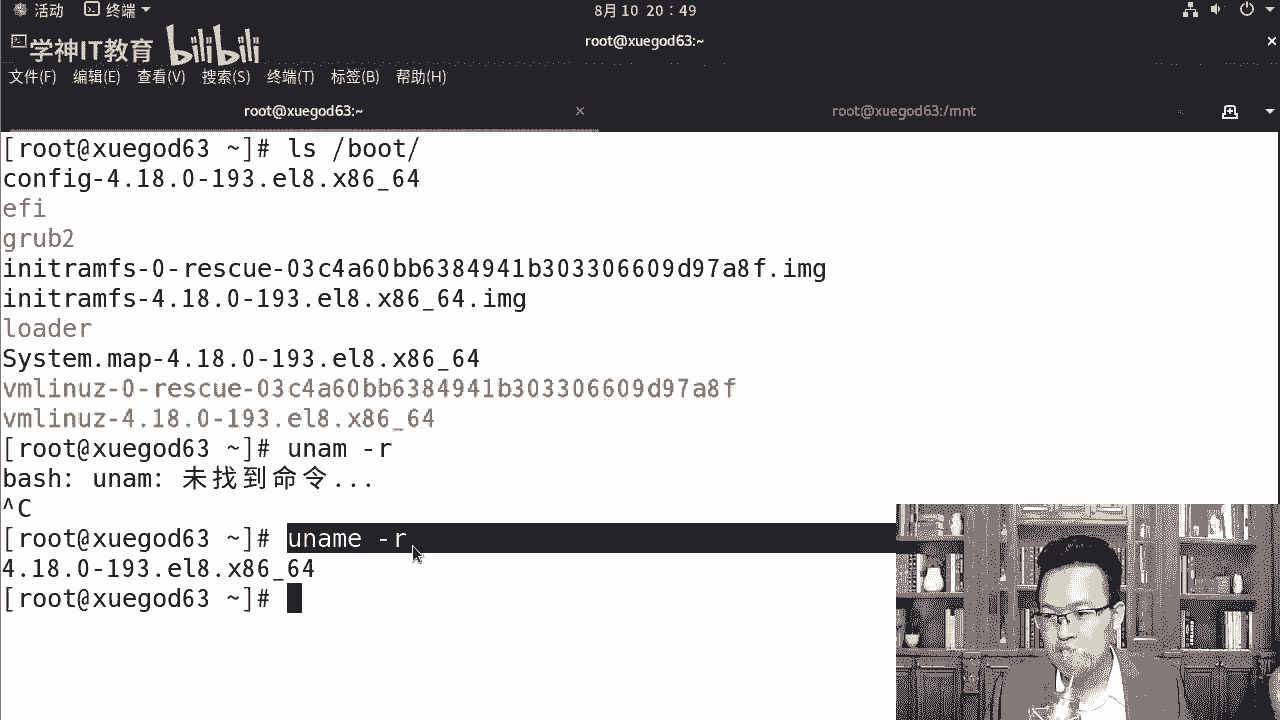 活动 终端 8月 10 20：49
学神IT教育 bilibili
root@xuegod63:~
文件(F) 编辑(E) 查看(V) 搜索(S) 终端(T) 标签(B) 帮助(H)
root@xuegod63:~ root@xuegod63:/mnt
[root@xuegod63 ~]# ls /boot/
config-4.18.0-193.el8.x86_64
efi
grub2
initramfs-0-rescue-03c4a60bb6384941b303306609d97a8f.img
initramfs-4.18.0-193.el8.x86_64.img
loader
System.map-4.18.0-193.el8.x86_64
vmlinuz-0-rescue-03c4a60bb6384941b303306609d97a8f
vmlinuz-4.18.0-193.el8.x86_64
[root@xuegod63 ~]# unam -r
bash: unam: 未找到命令...
^C
[root@xuegod63 ~]# uname -r
4.18.0-193.el8.x86_64
[root@xuegod63 ~]#